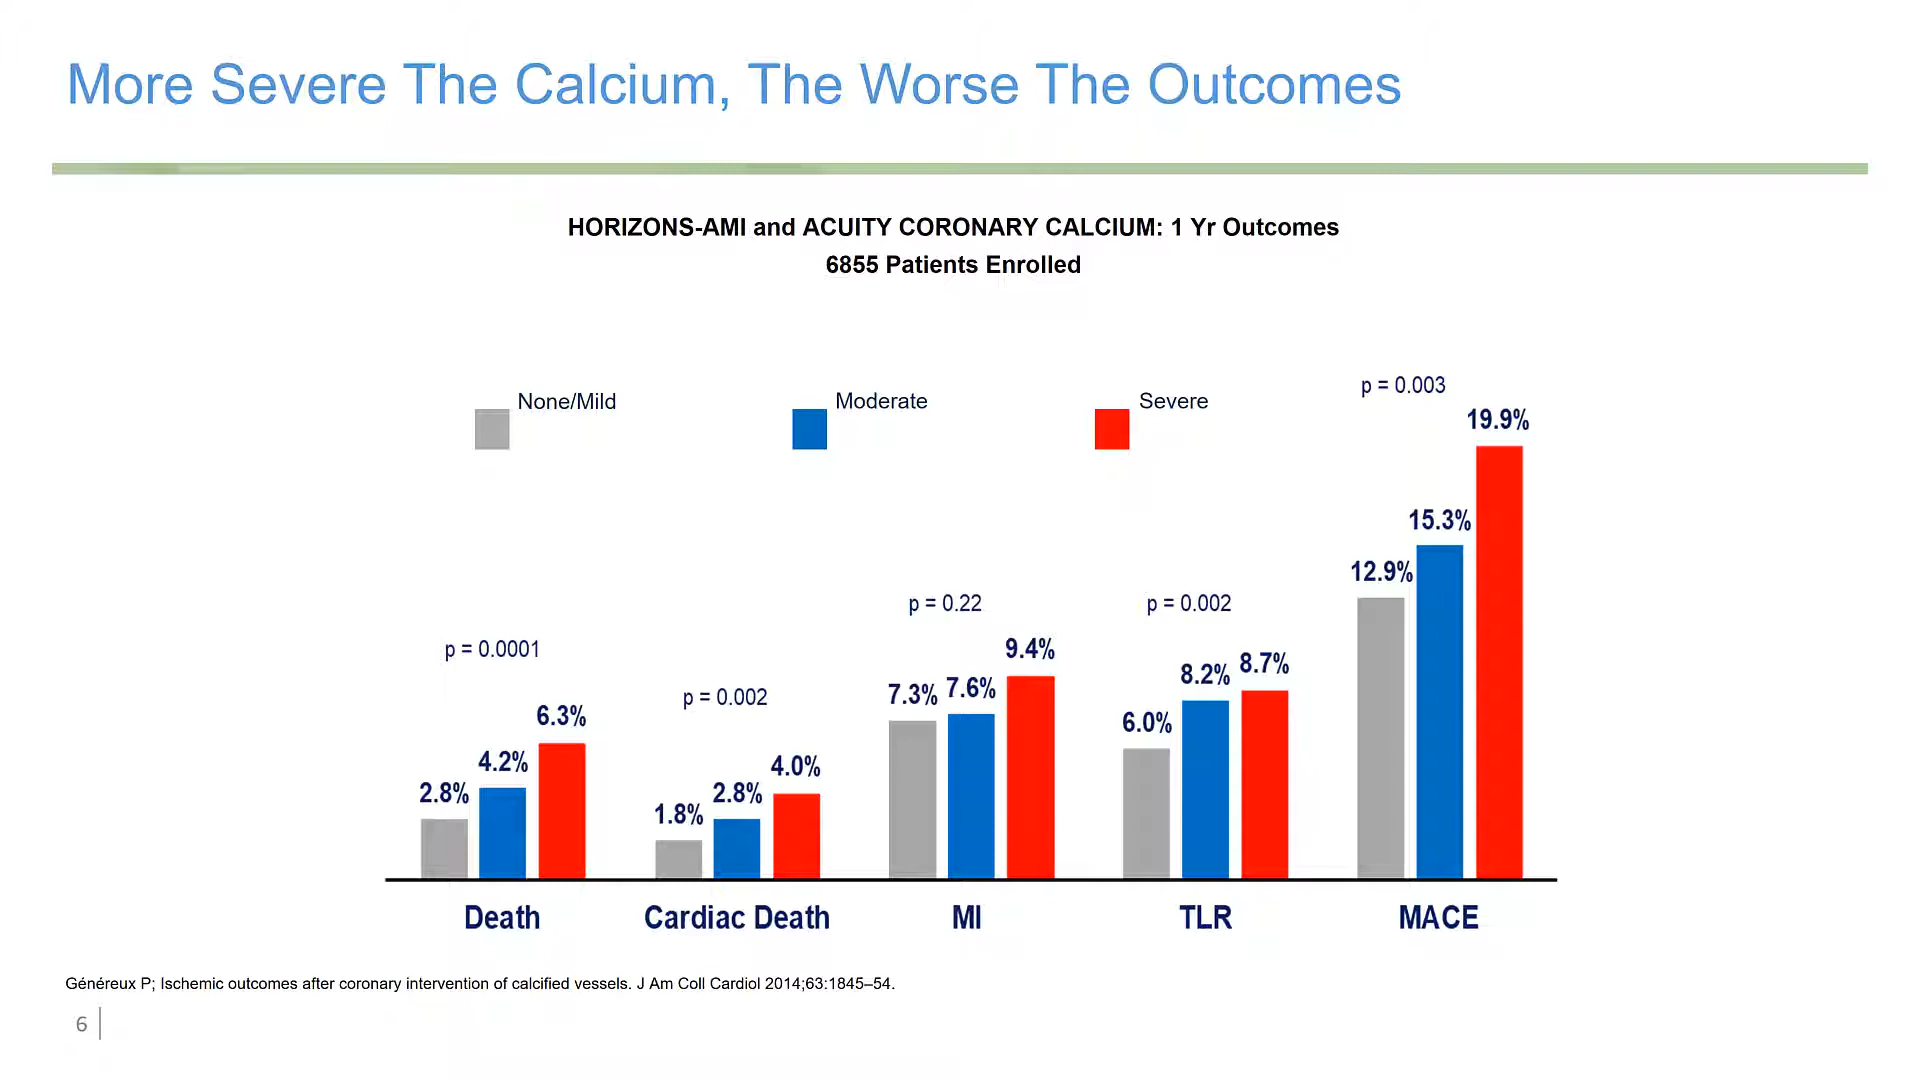 More Severe The Calcium, The Worse The Outcomes
HORIZONS-AMI and ACUITY CORONARY CALCIUM: 1 Yr Outcomes
6855 Patients Enrolled
None/Mild
Moderate
Severe
p = 0.0001
2.8%
4.2%
6.3%
p = 0.002
1.8%
2.8%
4.0%
p = 0.22
7.3%
7.6%
9.4%
p = 0.002
6.0%
8.2%
8.7%
p = 0.003
12.9%
15.3%
19.9%
Death
Cardiac Death
MI
TLR
MACE
Généreux P; Ischemic outcomes after coronary intervention of calcified vessels. J Am Coll Cardiol 2014;63:1845–54.
6